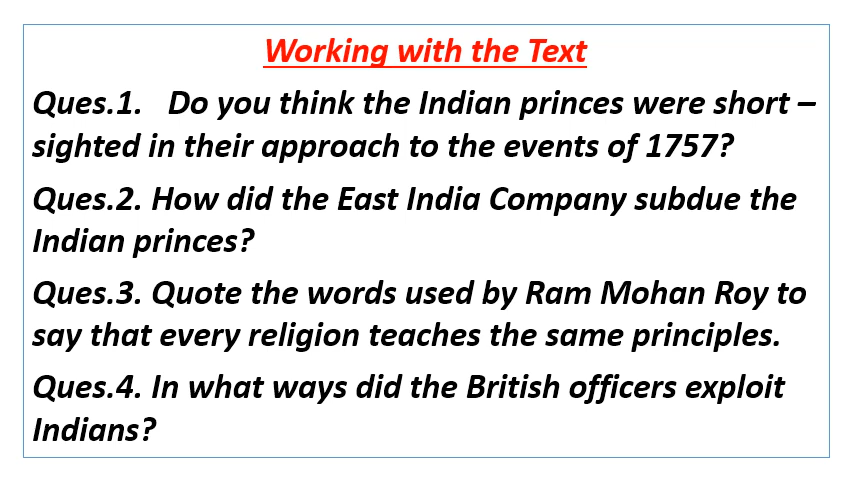 Working with the Text
Ques.1.   Do you think the Indian princes were short –
sighted in their approach to the events of 1757?
Ques.2. How did the East India Company subdue the
Indian princes?
Ques.3. Quote the words used by Ram Mohan Roy to
say that every religion teaches the same principles.
Ques.4. In what ways did the British officers exploit
Indians?